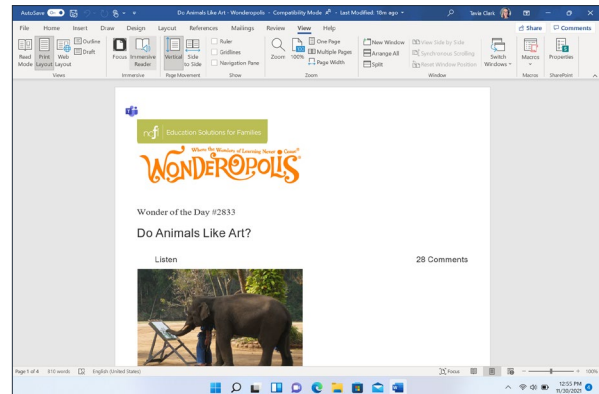 AutoSave On Do Animals Like Art - Wonderopolis - Compatibility Mode - Last Modified: 10m ago Tevia Clark
File Home Insert Draw Design Layout References Mailings Review View Help Share Comments
Read Mode Print Layout Web Layout Outline Draft Focus Immersive Reader Vertical Side to Side Ruler Gridlines Navigation Pane Zoom 100% One Page Multiple Pages Page Width New Window Arrange All Split View Side by Side Synchronous Scrolling Reset Window Position Switch Windows Macros Properties
Views Immersive Page Movement Show Zoom Window Macros SharePoint
ncfl Education Solutions for Families
Where the Wonders of Learning Never Cease
WONDEROPOLIS
Wonder of the Day #2833
Do Animals Like Art?
Listen 28 Comments
Page 1 of 4 810 words English (United States) Focus 100%
12:55 PM
11/30/2021